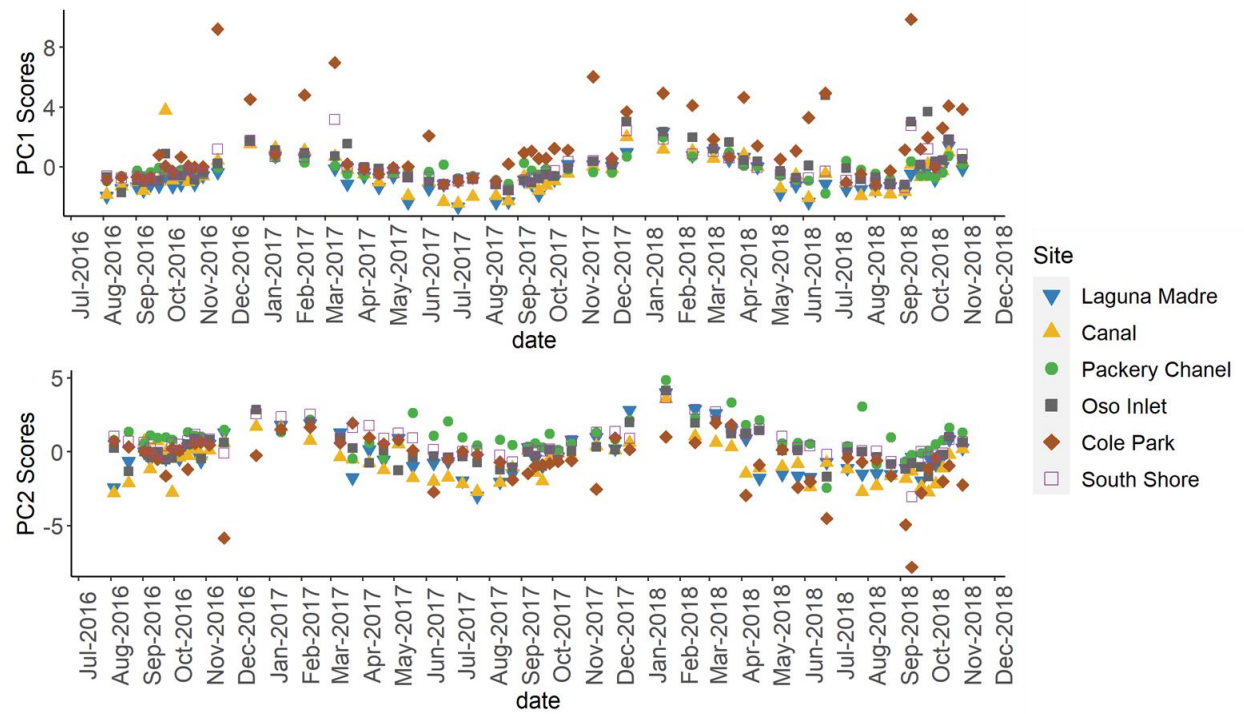 PC1 Scores
8
4
0
Jul-2016
Aug-2016
Sep-2016
Oct-2016
Nov-2016
Dec-2016
Jan-2017
Feb-2017
Mar-2017
Apr-2017
May-2017
Jun-2017
Jul-2017
Aug-2017
Sep-2017
Oct-2017
Nov-2017
Dec-2017
Jan-2018
Feb-2018
Mar-2018
Apr-2018
May-2018
Jun-2018
Jul-2018
Aug-2018
Sep-2018
Oct-2018
Nov-2018
Dec-2018
date
PC2 Scores
5
0
-5
Jul-2016
Aug-2016
Sep-2016
Oct-2016
Nov-2016
Dec-2016
Jan-2017
Feb-2017
Mar-2017
Apr-2017
May-2017
Jun-2017
Jul-2017
Aug-2017
Sep-2017
Oct-2017
Nov-2017
Dec-2017
Jan-2018
Feb-2018
Mar-2018
Apr-2018
May-2018
Jun-2018
Jul-2018
Aug-2018
Sep-2018
Oct-2018
Nov-2018
Dec-2018
date
Site
Laguna Madre
Canal
Packery Chanel
Oso Inlet
Cole Park
South Shore